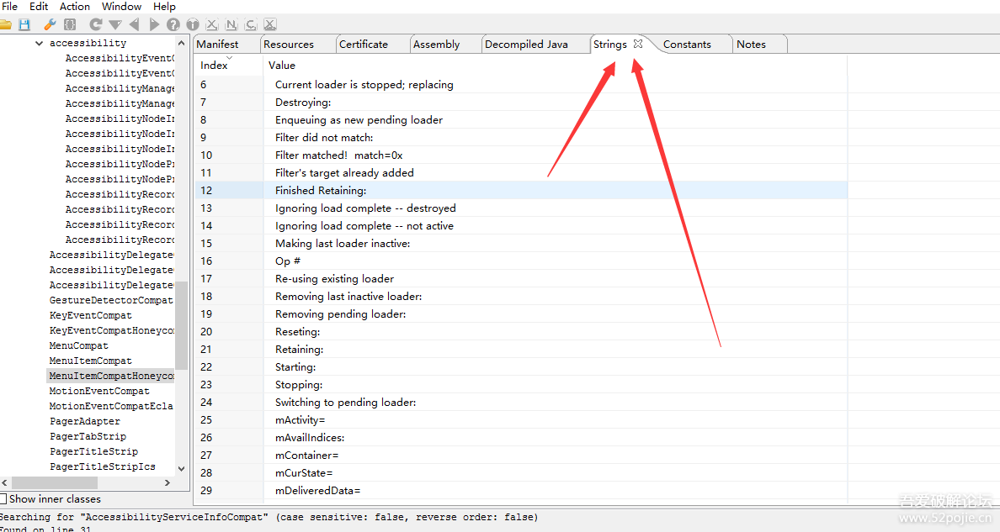 File Edit Action Window Help
accessibility
AccessibilityEventC
AccessibilityEventC
AccessibilityManage
AccessibilityManage
AccessibilityNodeIn
AccessibilityNodeIn
AccessibilityNodeIn
AccessibilityNodePr
AccessibilityNodePr
AccessibilityRecord
AccessibilityRecord
AccessibilityRecord
AccessibilityRecord
AccessibilityDelegate
AccessibilityDelegate
AccessibilityDelegate
GestureDetectorCompat
KeyEventCompat
KeyEventCompatHoneycom
MenuCompat
MenuItemCompat
MenuItemCompatHoneycom
MotionEventCompat
MotionEventCompatEcla
PagerAdapter
PagerTabStrip
PagerTitleStrip
PagerTitleStripIcs
Show inner classes
Manifest Resources Certificate Assembly Decompiled Java Strings Constants Notes
Index Value
6 Current loader is stopped; replacing
7 Destroying:
8 Enqueuing as new pending loader
9 Filter did not match:
10 Filter matched! match=0x
11 Filter's target already added
12 Finished Retaining:
13 Ignoring load complete -- destroyed
14 Ignoring load complete -- not active
15 Making last loader inactive:
16 Op #
17 Re-using existing loader
18 Removing last inactive loader:
19 Removing pending loader:
20 Reseting:
21 Retaining:
22 Starting:
23 Stopping:
24 Switching to pending loader:
25 mActivity=
26 mAvailIndices:
27 mContainer=
28 mCurState=
29 mDeliveredData=
Searching for "AccessibilityServiceInfoCompat" (case sensitive: false, reverse order: false)
Found on line 31
吾爱破解论坛
www.52pojie.cn